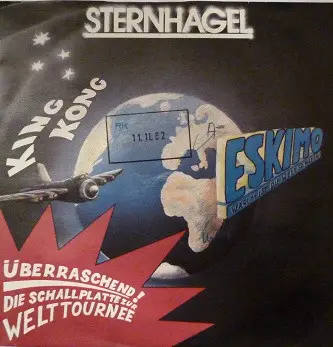 STERNHAGEL
KING
KONG
11.11.82
ESKIMO
ÜBERRASCHEND!
DIE SCHALLPLATTE ZUR
WELTTOURNEE